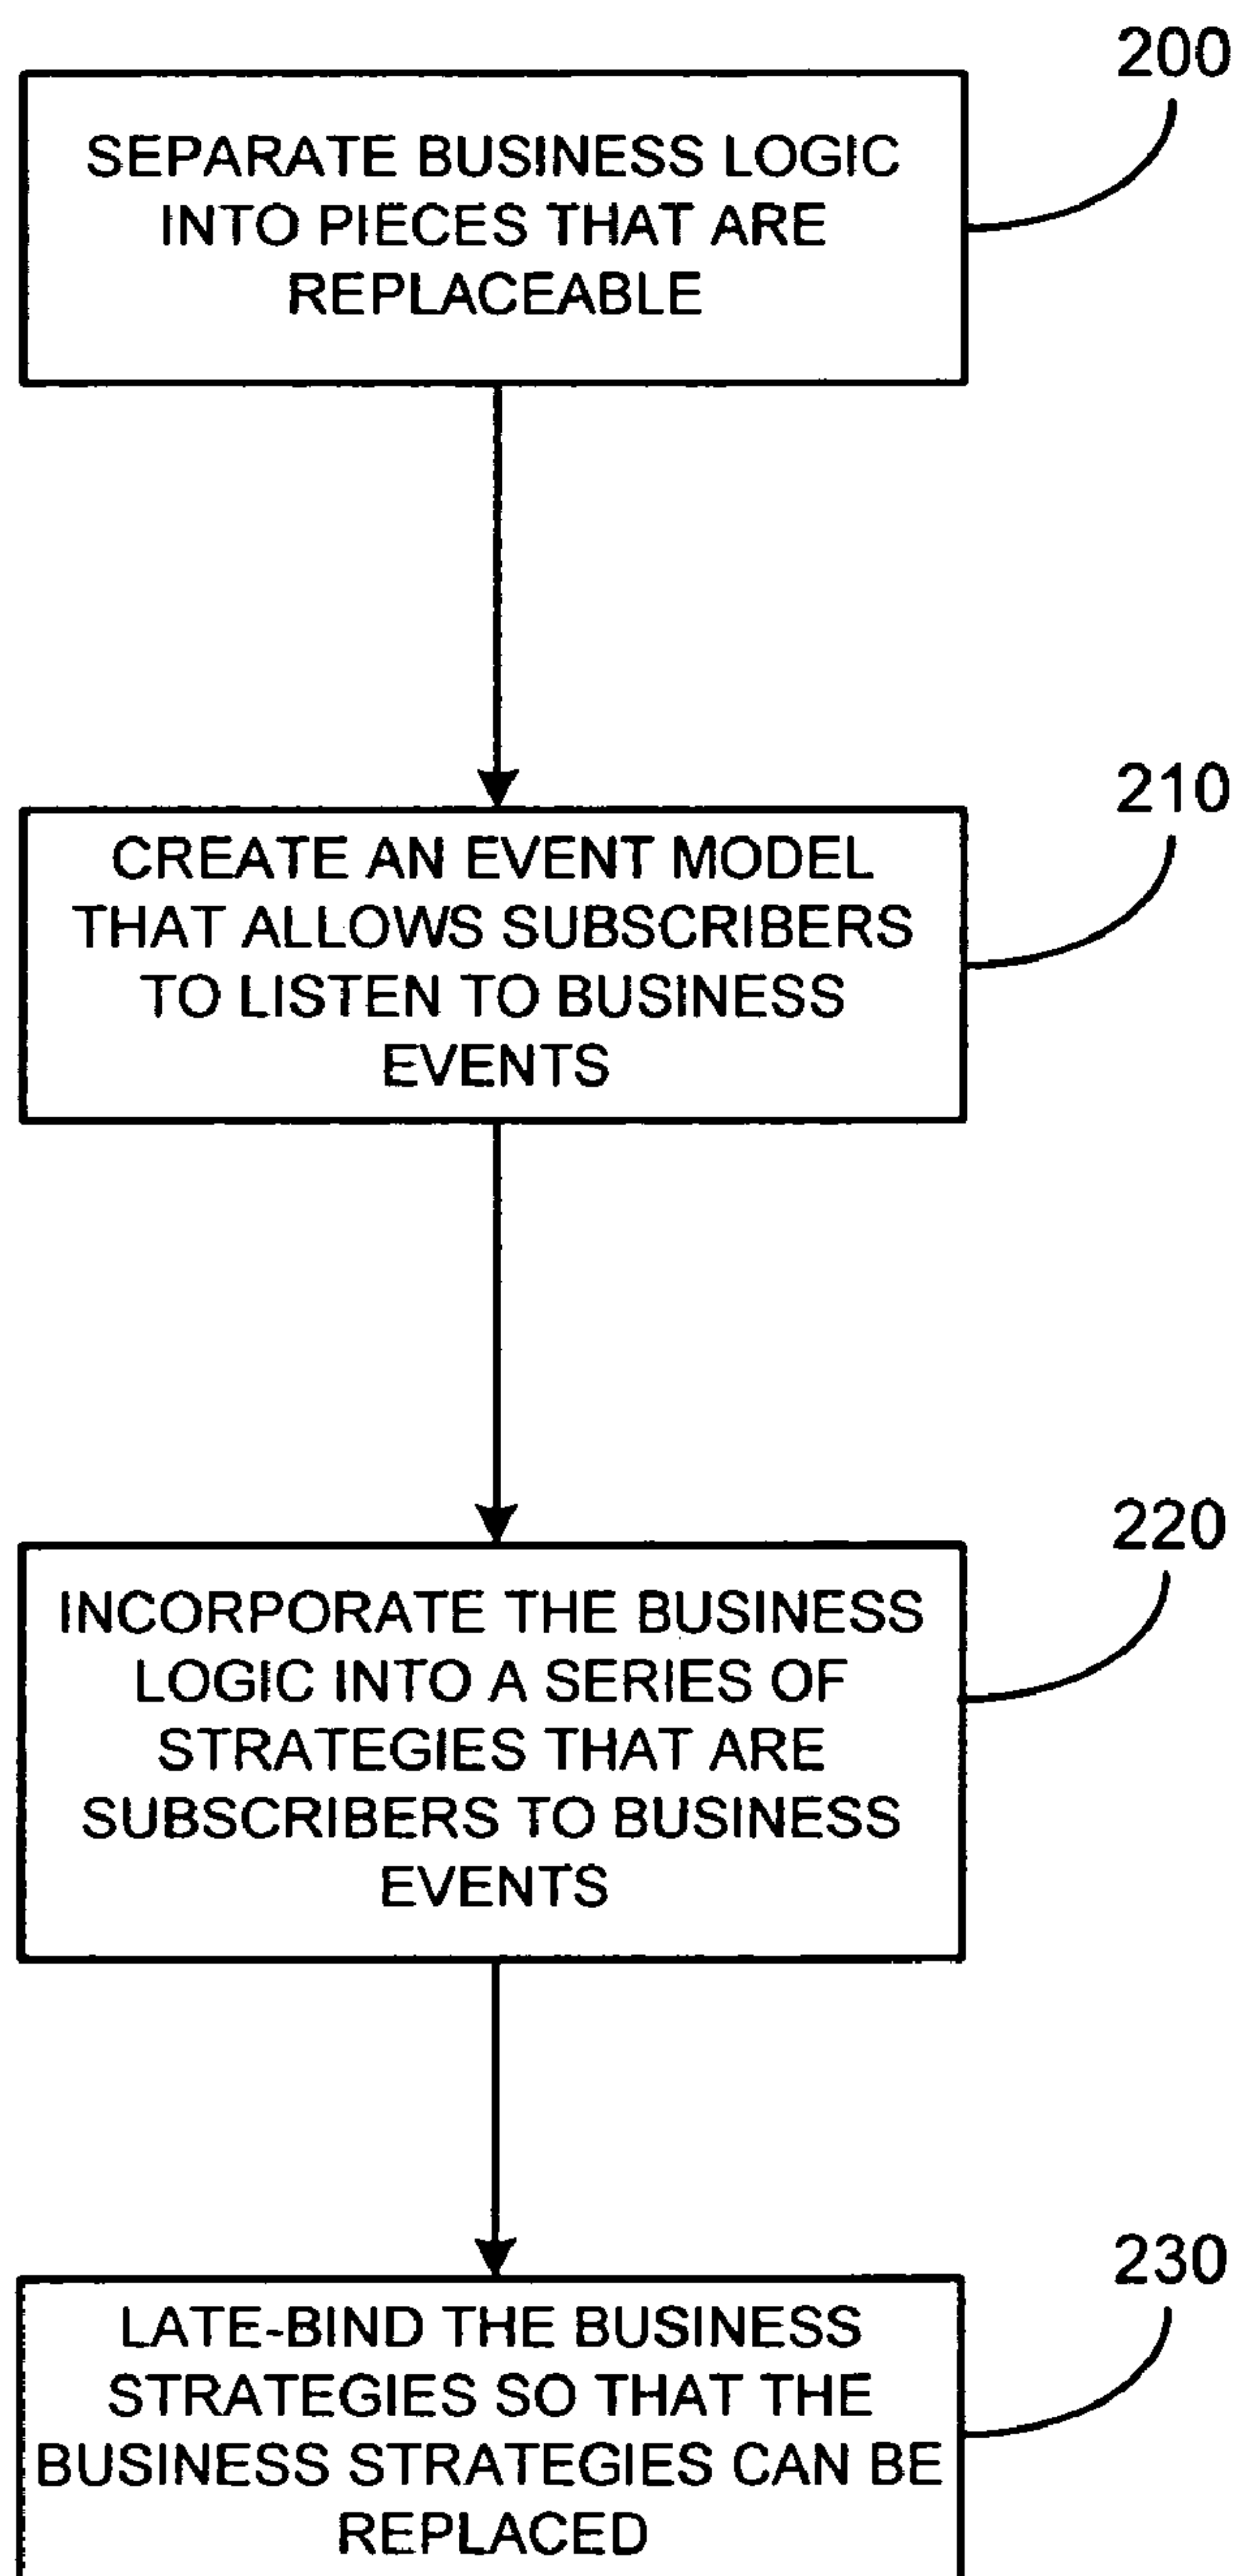 200
SEPARATE BUSINESS LOGIC
INTO PIECES THAT ARE
REPLACEABLE
210
CREATE AN EVENT MODEL
THAT ALLOWS SUBSCRIBERS
TO LISTEN TO BUSINESS
EVENTS
220
INCORPORATE THE BUSINESS
LOGIC INTO A SERIES OF
STRATEGIES THAT ARE
SUBSCRIBERS TO BUSINESS
EVENTS
230
LATE-BIND THE BUSINESS
STRATEGIES SO THAT THE
BUSINESS STRATEGIES CAN BE
REPLACED